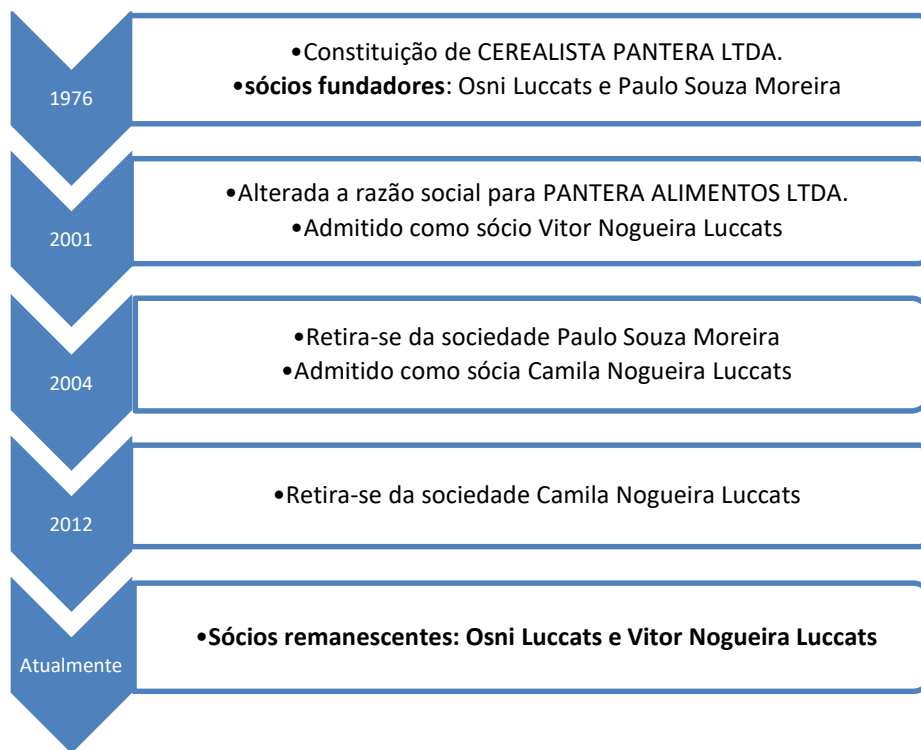 1976
•Constituição de CEREALISTA PANTERA LTDA.
•sócios fundadores: Osni Luccats e Paulo Souza Moreira
2001
•Alterada a razão social para PANTERA ALIMENTOS LTDA.
•Admitido como sócio Vitor Nogueira Luccats
2004
•Retira-se da sociedade Paulo Souza Moreira
•Admitido como sócia Camila Nogueira Luccats
2012
•Retira-se da sociedade Camila Nogueira Luccats
Atualmente
•Sócios remanescentes: Osni Luccats e Vitor Nogueira Luccats